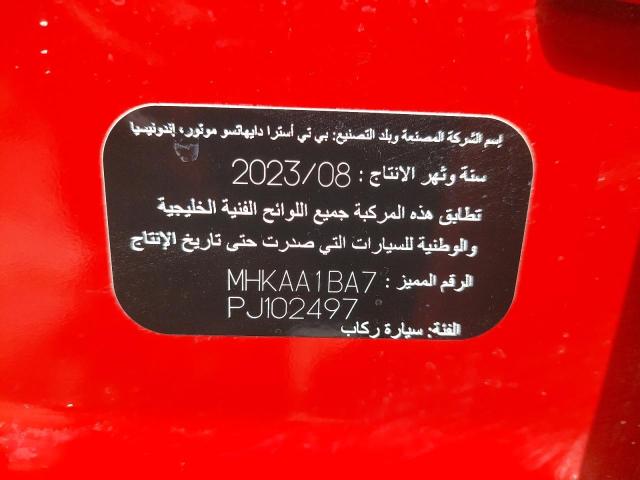 إسم الشركة المصنعة وبلد التصنيع: بي تي أسترا دايهاتسو موتور، إندونيسيا
سنة وشهر الانتاج : 2023/08
تطابق هذه المركبة جميع اللوائح الفنية الخليجية
والوطنية للسيارات التي صدرت حتى تاريخ الإنتاج
الرقم المميز : MHKAA1BA7
PJ102497
الفئة: سيارة ركاب